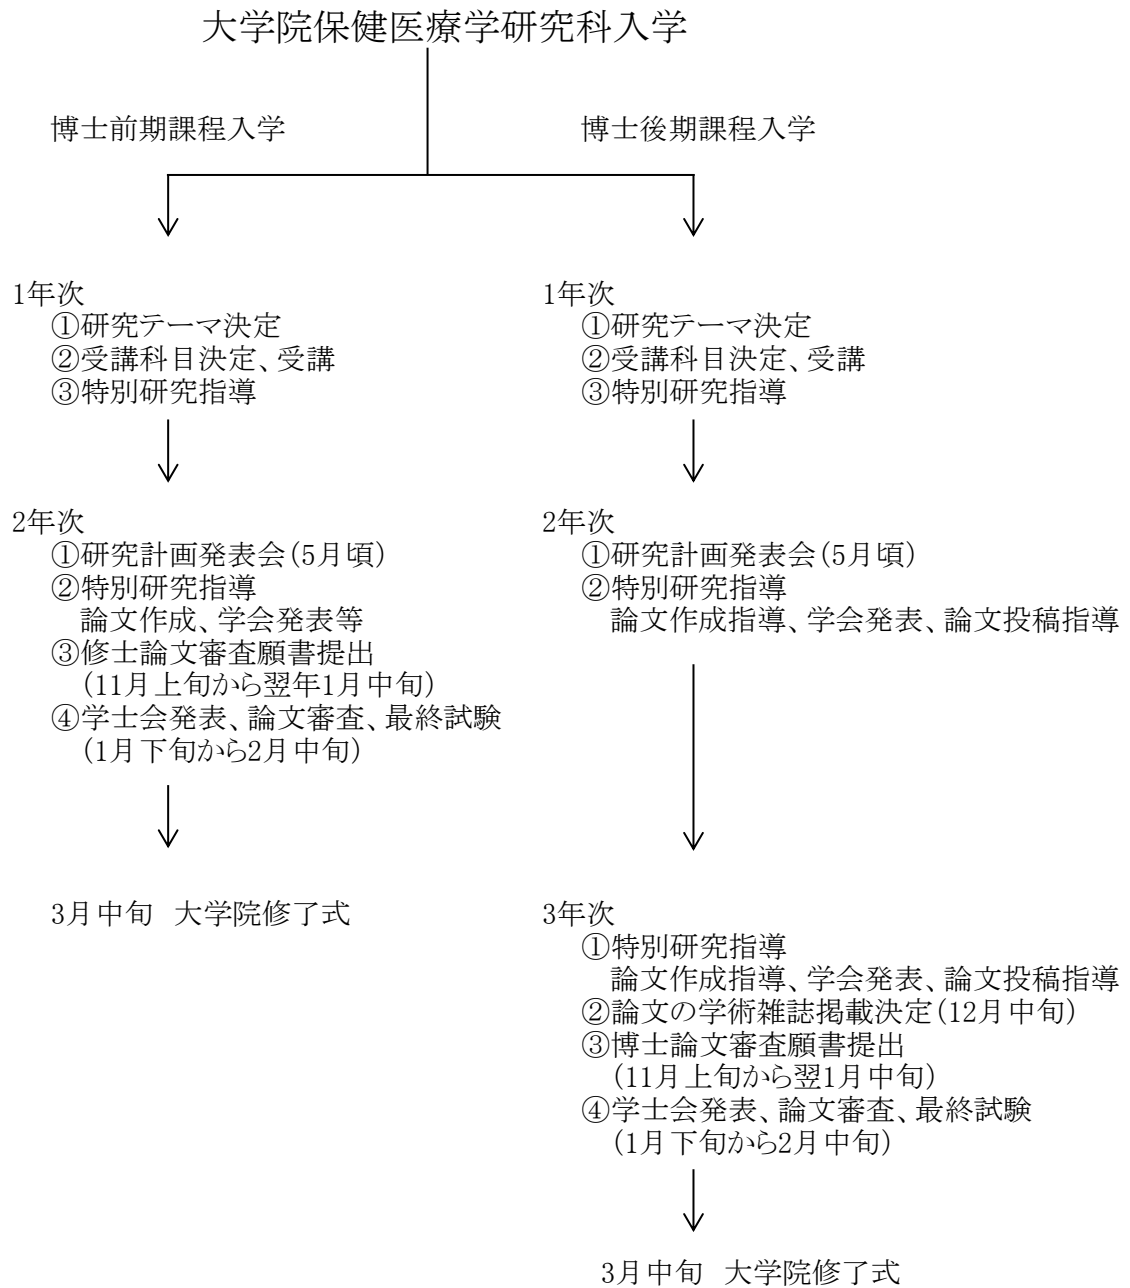 大学院保健医療学研究科入学
博士前期課程入学
1年次
①研究テーマ決定
②受講科目決定、受講
③特別研究指導
2年次
①研究計画発表会(5月頃)
②特別研究指導
論文作成、学会発表等
③修士論文審査願書提出
(11月上旬から翌年1月中旬)
④学士会発表、論文審査、最終試験
(1月下旬から2月中旬)
3月中旬 大学院修了式
博士後期課程入学
1年次
①研究テーマ決定
②受講科目決定、受講
③特別研究指導
2年次
①研究計画発表会(5月頃)
②特別研究指導
論文作成指導、学会発表、論文投稿指導
3年次
①特別研究指導
論文作成指導、学会発表、論文投稿指導
②論文の学術雑誌掲載決定(12月中旬)
③博士論文審査願書提出
(11月上旬から翌1月中旬)
④学士会発表、論文審査、最終試験
(1月下旬から2月中旬)
3月中旬 大学院修了式